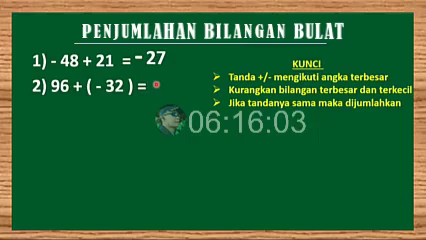 PENJUMLAHAN BILANGAN BULAT
1) - 48 + 21 = - 27
2) 96 + ( - 32 ) =
KUNCI
Tanda +/- mengikuti angka terbesar
Kurangkan bilangan terbesar dan terkecil
Jika tandanya sama maka dijumlahkan
06:16:03